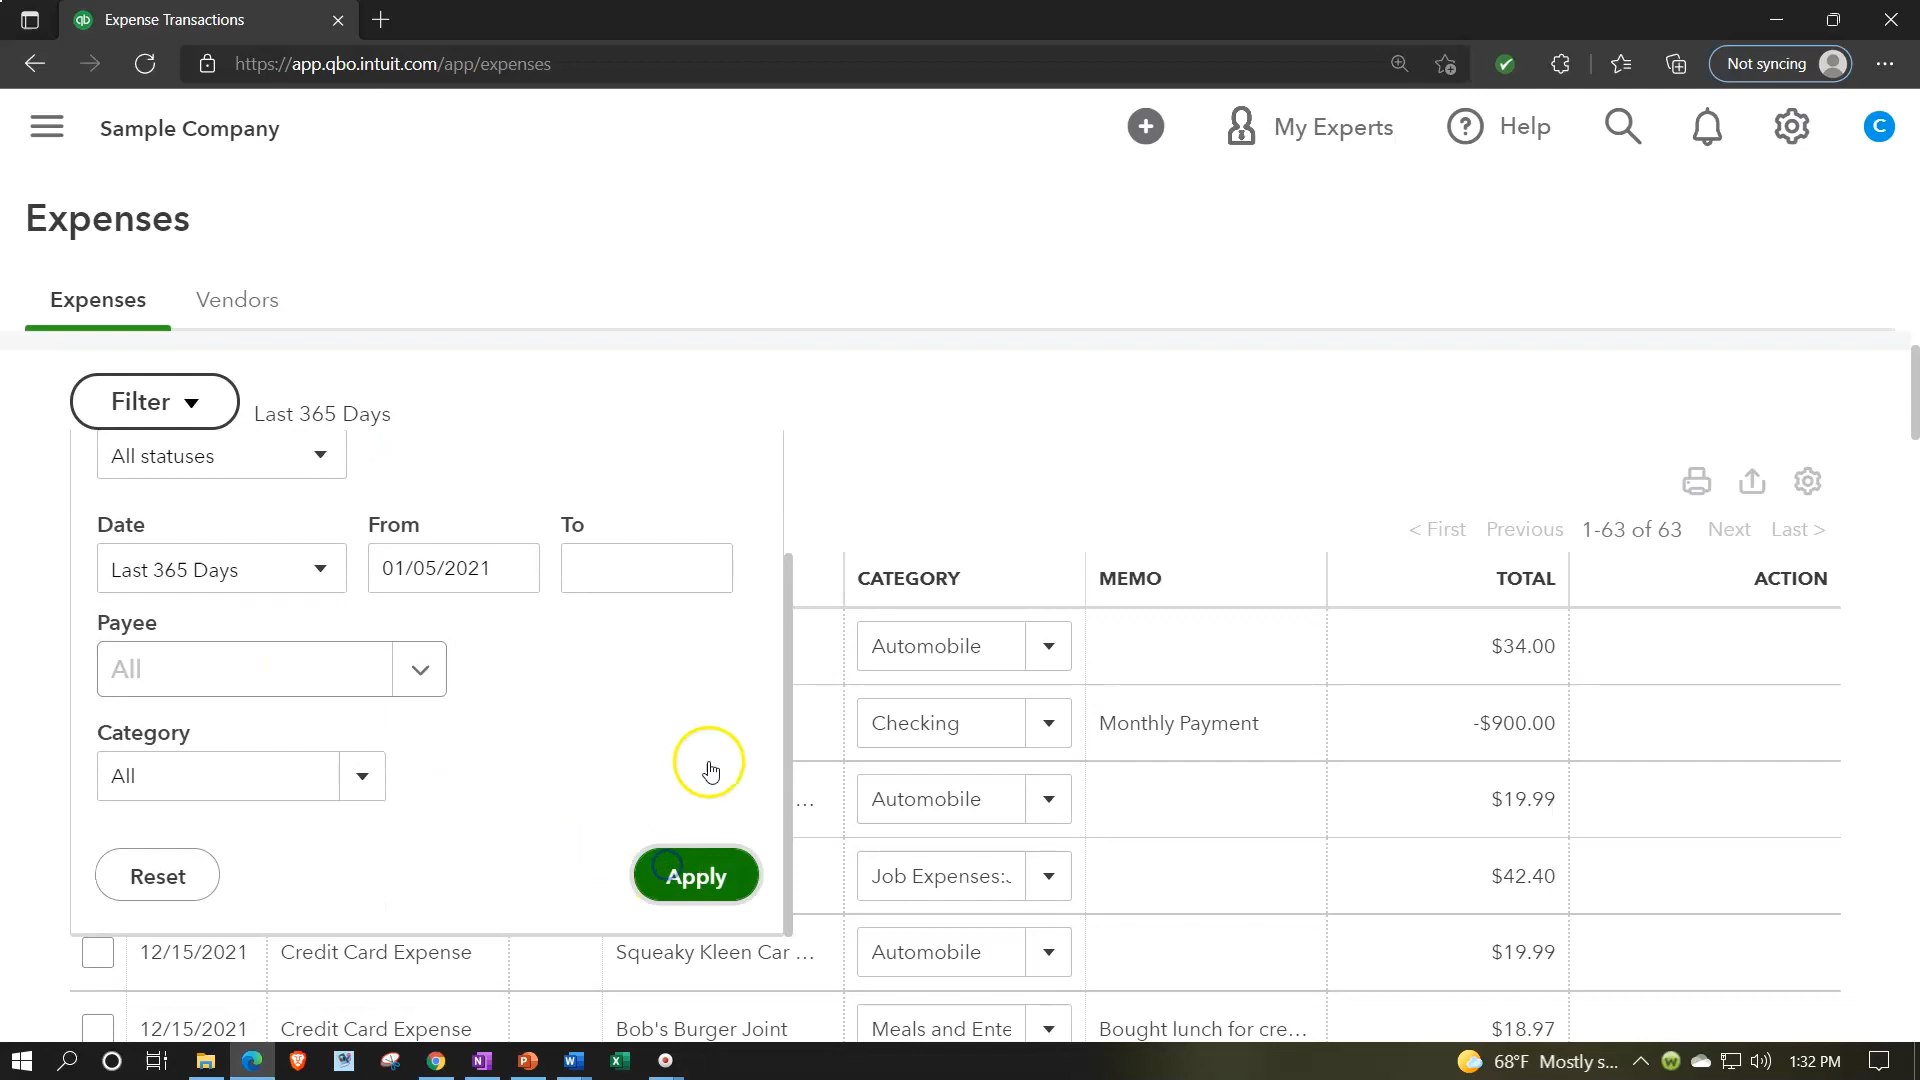 Expense Transactions
https://app.qbo.intuit.com/app/expenses
Not syncing
Sample Company
My Experts
Help
C
Expenses
Expenses Vendors
Filter
Last 365 Days
All statuses
Date From To
Last 365 Days 01/05/2021
Payee
All
Category
All
Reset Apply
< First Previous 1-63 of 63 Next Last >
CATEGORY MEMO TOTAL ACTION
Automobile $34.00
Checking Monthly Payment -$900.00
... Automobile $19.99
Job Expenses: $42.40
12/15/2021 Credit Card Expense Squeaky Kleen Car ... Automobile $19.99
12/15/2021 Credit Card Expense Bob's Burger Joint Meals and Ente Bought lunch for cre... $18.97
68°F Mostly s... 1:32 PM